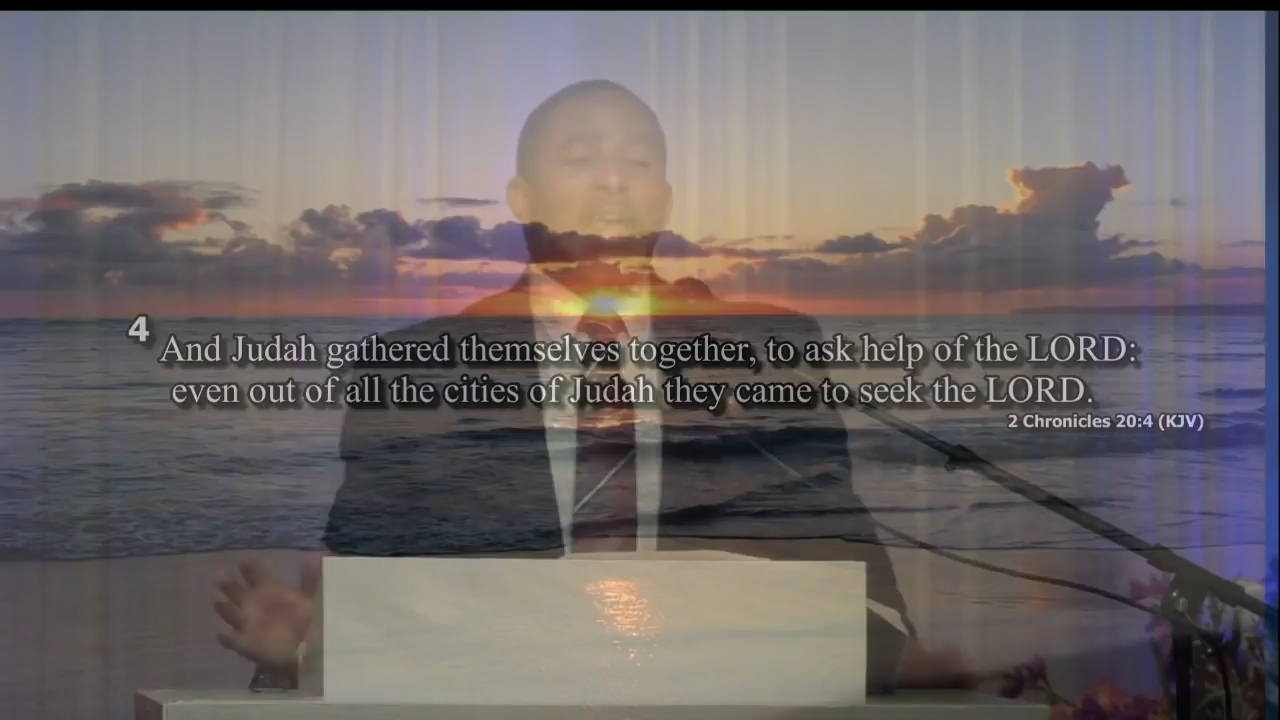 4 And Judah gathered themselves together, to ask help of the LORD:
even out of all the cities of Judah they came to seek the LORD.
2 Chronicles 20:4 (KJV)